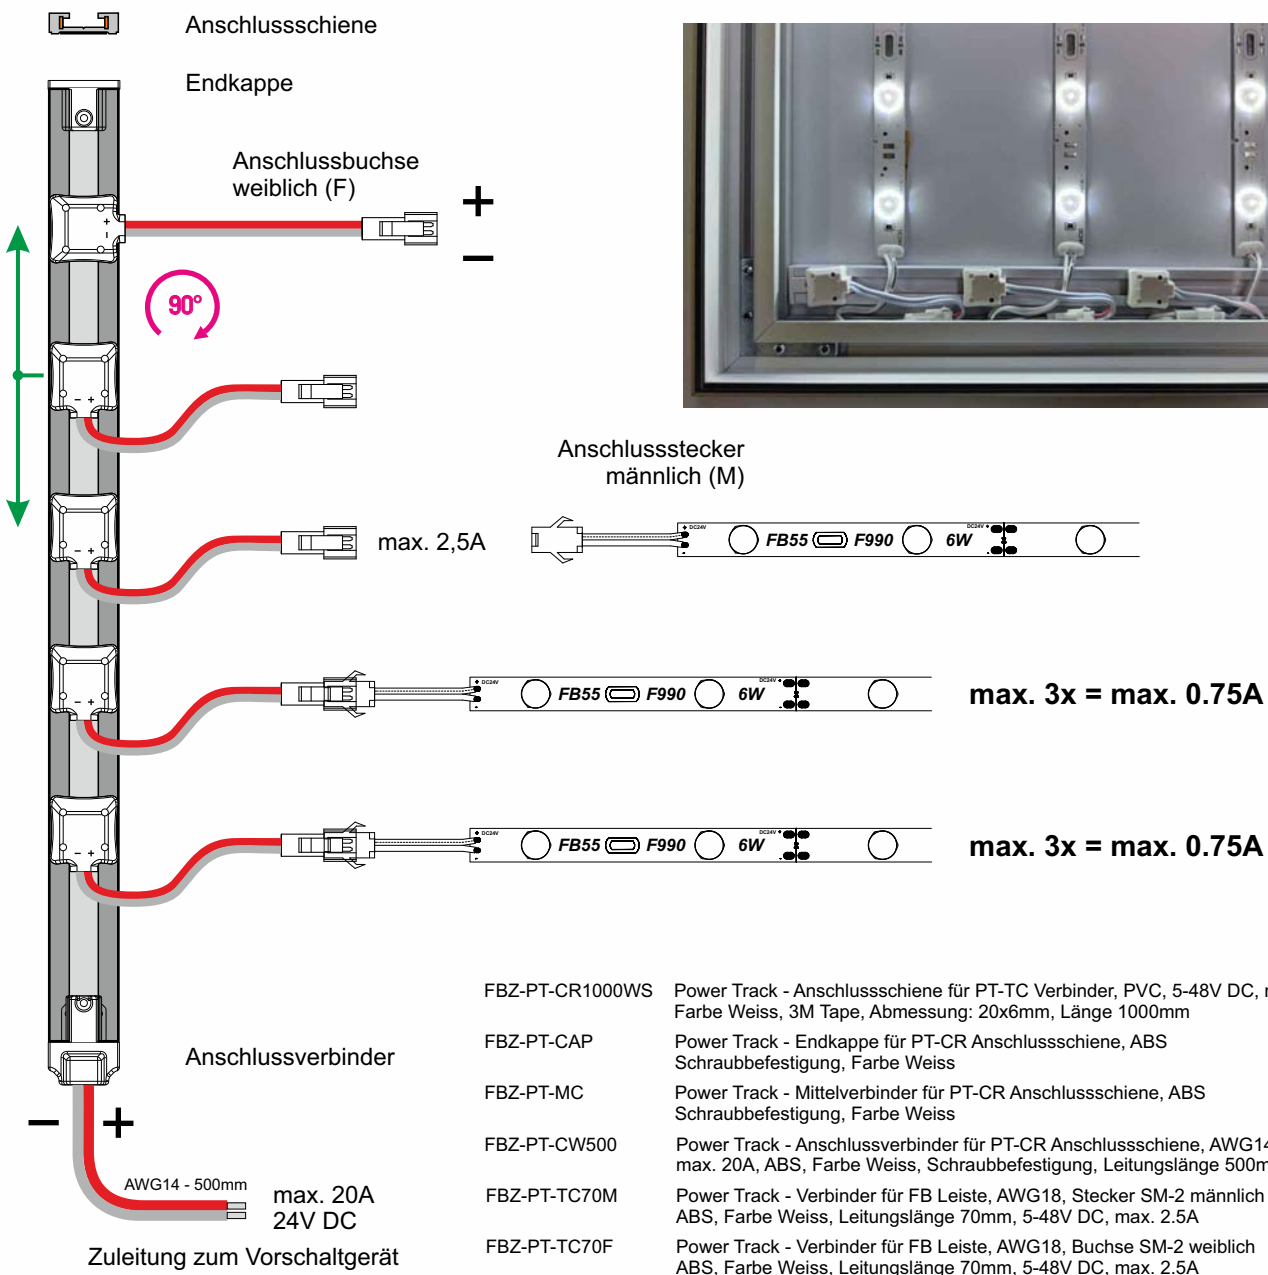 Anschlussschiene
Endkappe
Anschlussbuchse
weiblich (F)
+
−
+
−
90°
− +
Anschlussstecker
männlich (M)
− +
max. 2,5A
+ DC24V
-
FB55 F990 6W
DC24V +
-
− +
+ DC24V
-
FB55 F990 6W
DC24V +
-
max. 3x = max. 0.75A
− +
+ DC24V
-
FB55 F990 6W
DC24V +
-
max. 3x = max. 0.75A
Anschlussverbinder
− +
AWG14 - 500mm
max. 20A
24V DC
Zuleitung zum Vorschaltgerät
FBZ-PT-CR1000WS Power Track - Anschlussschiene für PT-TC Verbinder, PVC, 5-48V DC,
Farbe Weiss, 3M Tape, Abmessung: 20x6mm, Länge 1000mm
FBZ-PT-CAP Power Track - Endkappe für PT-CR Anschlussschiene, ABS
Schraubbefestigung, Farbe Weiss
FBZ-PT-MC Power Track - Mittelverbinder für PT-CR Anschlussschiene, ABS
Schraubbefestigung, Farbe Weiss
FBZ-PT-CW500 Power Track - Anschlussverbinder für PT-CR Anschlussschiene, AWG14
max. 20A, ABS, Farbe Weiss, Schraubbefestigung, Leitungslänge 500m
FBZ-PT-TC70M Power Track - Verbinder für FB Leiste, AWG18, Stecker SM-2 männlich
ABS, Farbe Weiss, Leitungslänge 70mm, 5-48V DC, max. 2.5A
FBZ-PT-TC70F Power Track - Verbinder für FB Leiste, AWG18, Buchse SM-2 weiblich
ABS, Farbe Weiss, Leitungslänge 70mm, 5-48V DC, max. 2.5A